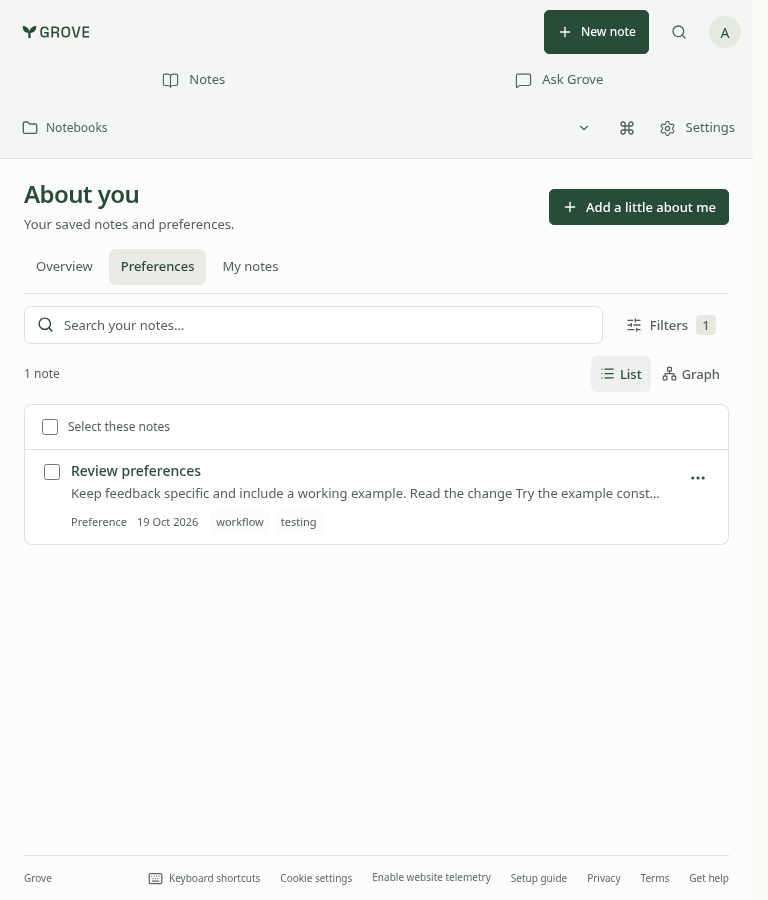 GROVE
New note
A
Notes
Ask Grove
Notebooks
Settings
About you
Add a little about me
Your saved notes and preferences.
Overview
Preferences
My notes
Search your notes...
Filters 1
1 note
List
Graph
Select these notes
Review preferences
Keep feedback specific and include a working example. Read the change Try the example const...
Preference 19 Oct 2026 workflow testing
Grove
Keyboard shortcuts
Cookie settings
Enable website telemetry
Setup guide
Privacy
Terms
Get help